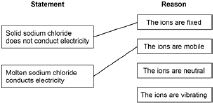 Statement
Reason
Solid sodium chloride
does not conduct electricity
Molten sodium chloride
conducts electricity
The ions are fixed
The ions are mobile
The ions are neutral
The ions are vibrating